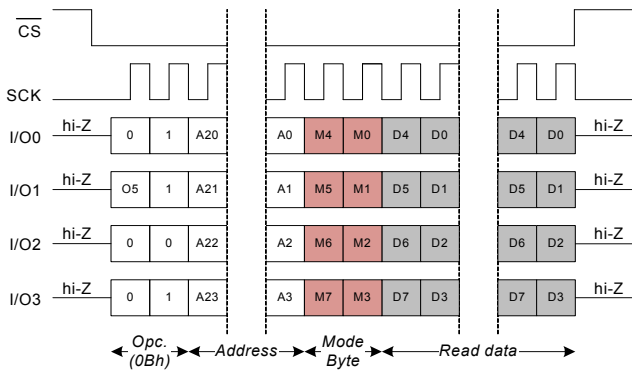 CS
SCK
I/O0 hi-Z 0 1 A20 A0 M4 M0 D4 D0 D4 D0 hi-Z
I/O1 hi-Z O5 1 A21 A1 M5 M1 D5 D1 D5 D1 hi-Z
I/O2 hi-Z 0 0 A22 A2 M6 M2 D6 D2 D6 D2 hi-Z
I/O3 hi-Z 0 1 A23 A3 M7 M3 D7 D3 D7 D3 hi-Z
Opc. Address Mode Read data
(0Bh) Byte